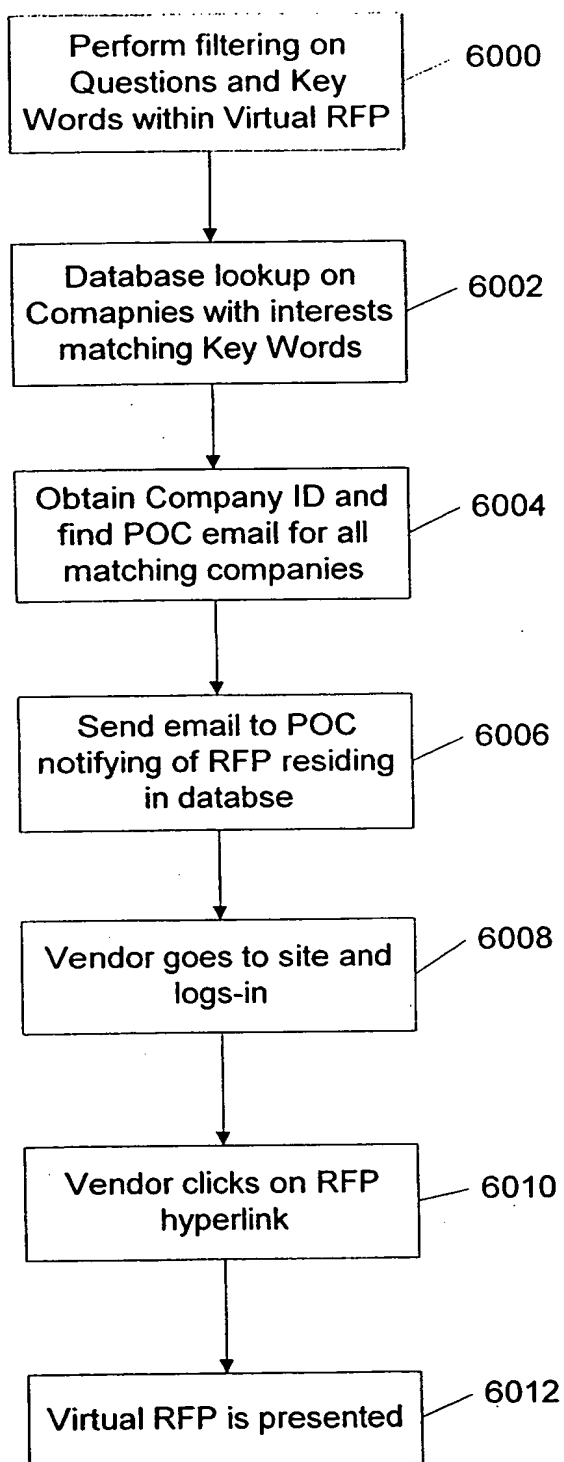 Perform filtering on
Questions and Key
Words within Virtual RFP
6000
Database lookup on
Comapnies with interests
matching Key Words
6002
Obtain Company ID and
find POC email for all
matching companies
6004
Send email to POC
notifying of RFP residing
in databse
6006
Vendor goes to site and
logs-in
6008
Vendor clicks on RFP
hyperlink
6010
Virtual RFP is presented
6012